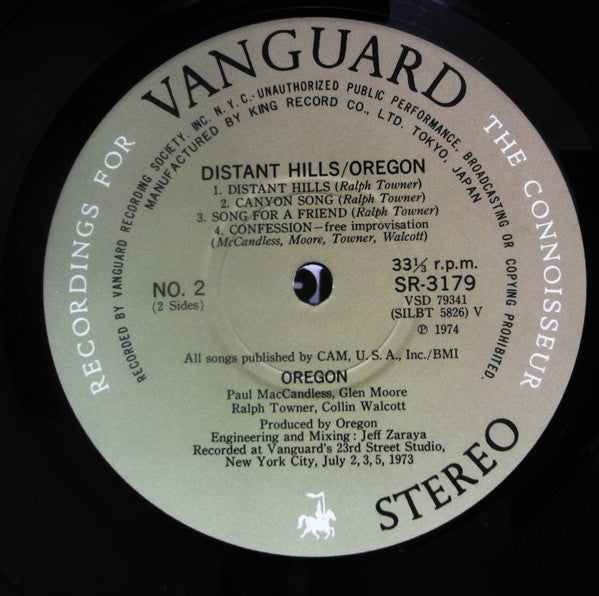 VANGUARD
RECORDINGS FOR THE CONNOISSEUR
RECORDED BY VANGUARD RECORDING SOCIETY, INC. N.Y.C.·UNAUTHORIZED PUBLIC PERFORMANCE, BROADCASTING OR COPYING PROHIBITED.
MANUFACTURED BY KING RECORD CO., LTD. TOKYO, JAPAN
DISTANT HILLS/OREGON
1. DISTANT HILLS (Ralph Towner)
2. CANYON SONG (Ralph Towner)
3. SONG FOR A FRIEND (Ralph Towner)
4. CONFESSION—free improvisation
(McCandless, Moore, Towner, Walcott)
NO. 2
(2 Sides)
33⅓ r.p.m.
SR-3179
VSD 79341
(SILBT 5826) V
℗ 1974
All songs published by CAM, U. S. A., Inc./BMI
OREGON
Paul MacCandless, Glen Moore
Ralph Towner, Collin Walcott
Produced by Oregon
Engineering and Mixing : Jeff Zaraya
Recorded at Vanguard's 23rd Street Studio,
New York City, July 2, 3, 5, 1973
STEREO